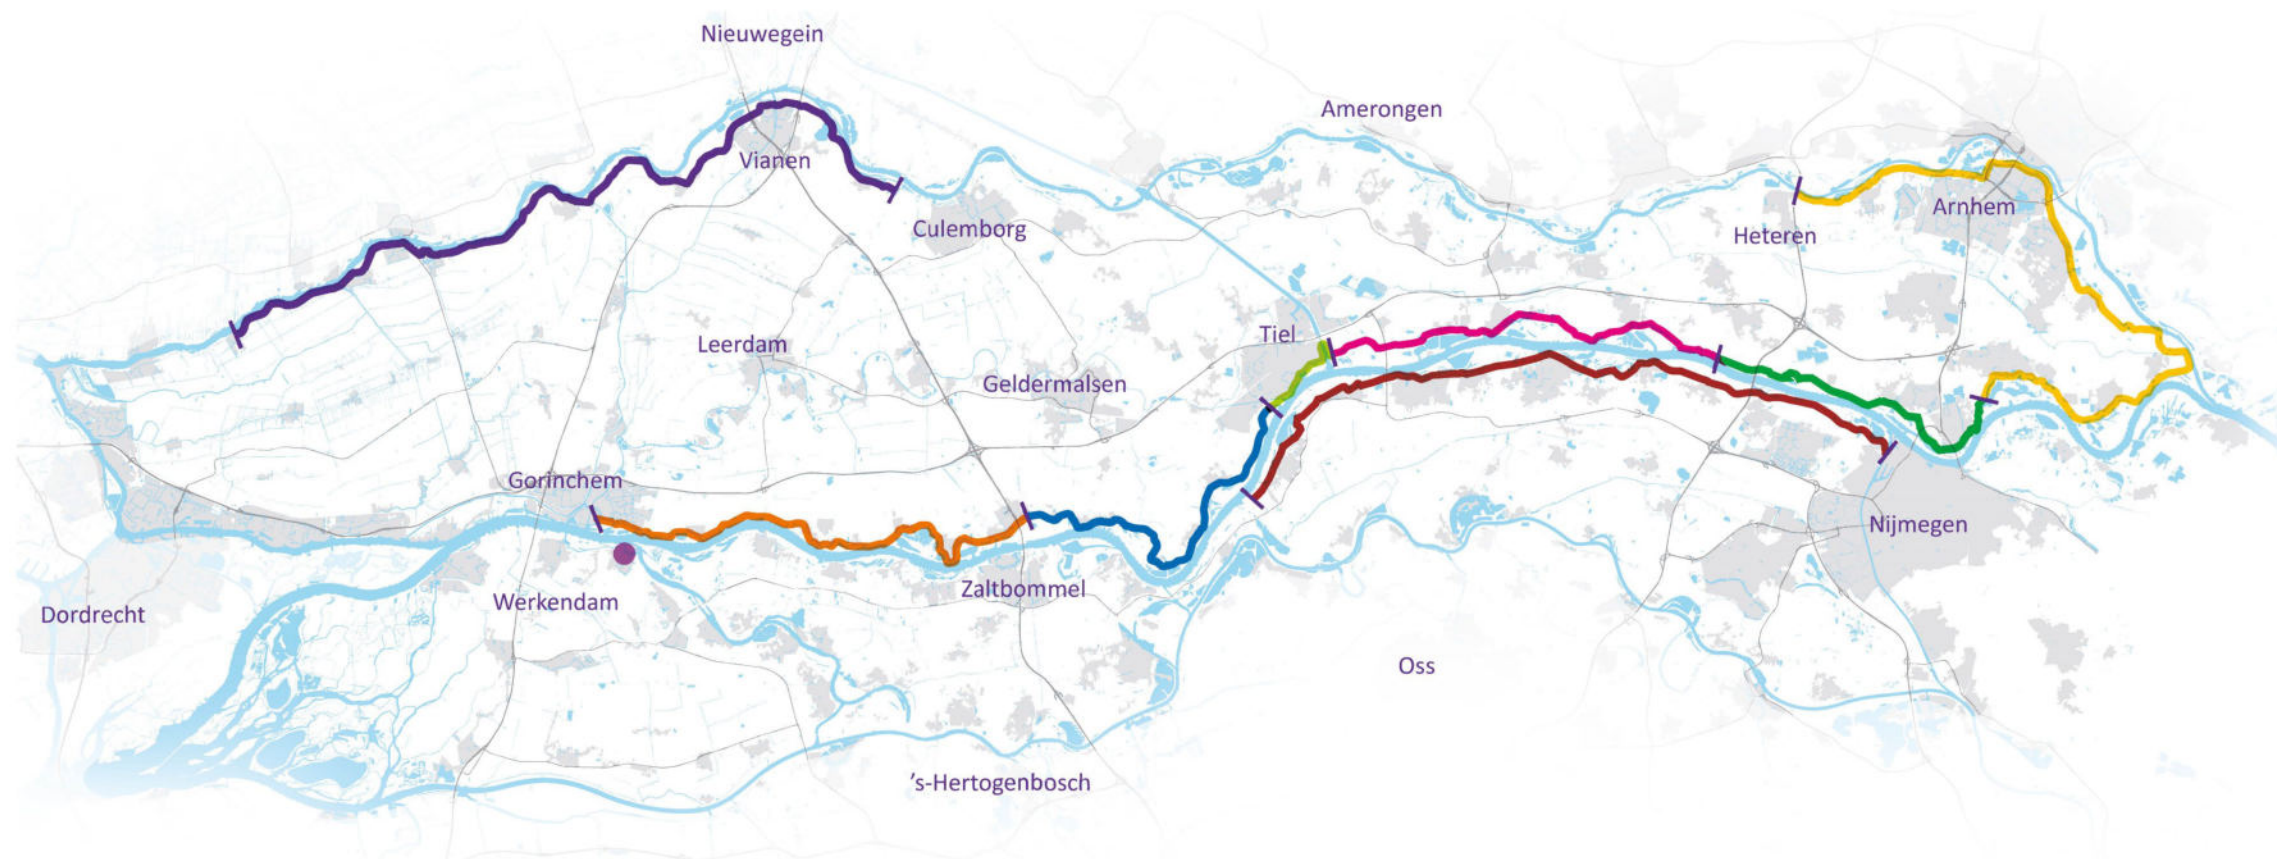 Nieuwegein
Amerongen
Vianen
Arnhem
Culemborg
Heteren
Tiel
Leerdam
Geldermalsen
Gorinchem
Nijmegen
Zaltbommel
Werkendam
Dordrecht
Oss
's-Hertogenbosch